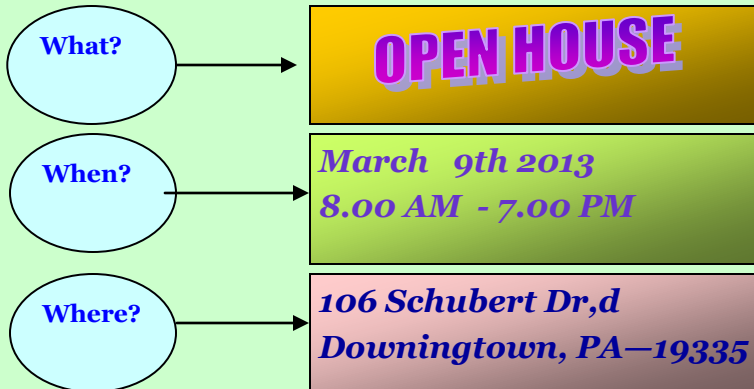 What?
OPEN HOUSE
When?
March 9th 2013
8.00 AM - 7.00 PM
Where?
106 Schubert Dr,d
Downingtown, PA—19335